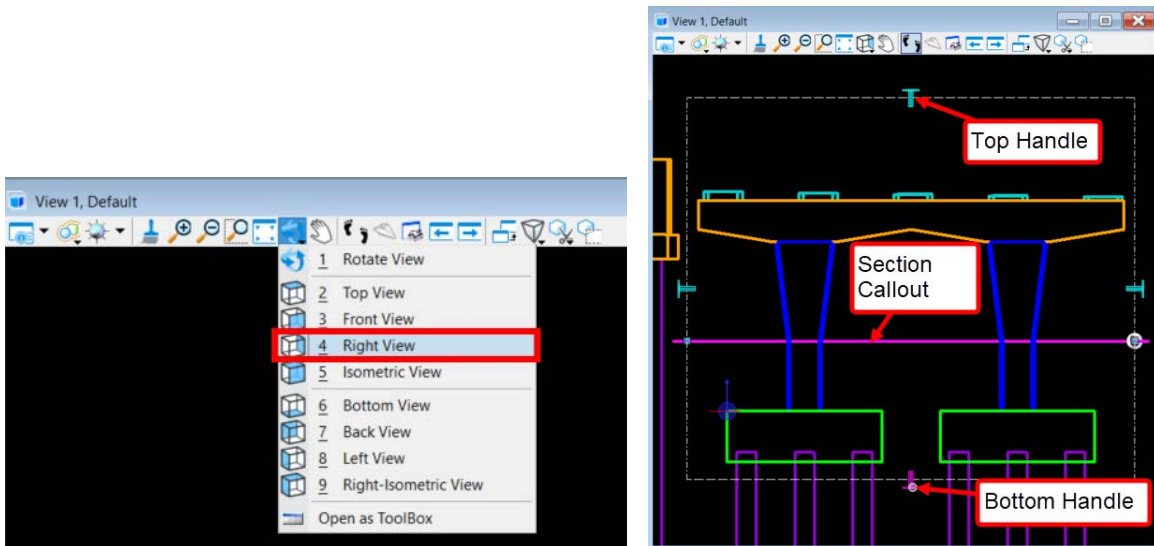 View 1, Default
1 Rotate View
2 Top View
3 Front View
4 Right View
5 Isometric View
6 Bottom View
7 Back View
8 Left View
9 Right-Isometric View
Open as ToolBox
View 1, Default
Top Handle
Section
Callout
Bottom Handle